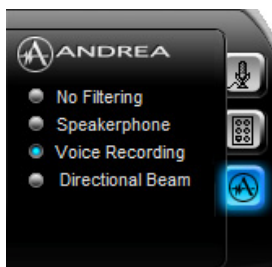 ANDREA
No Filtering
Speakerphone
Voice Recording
Directional Beam